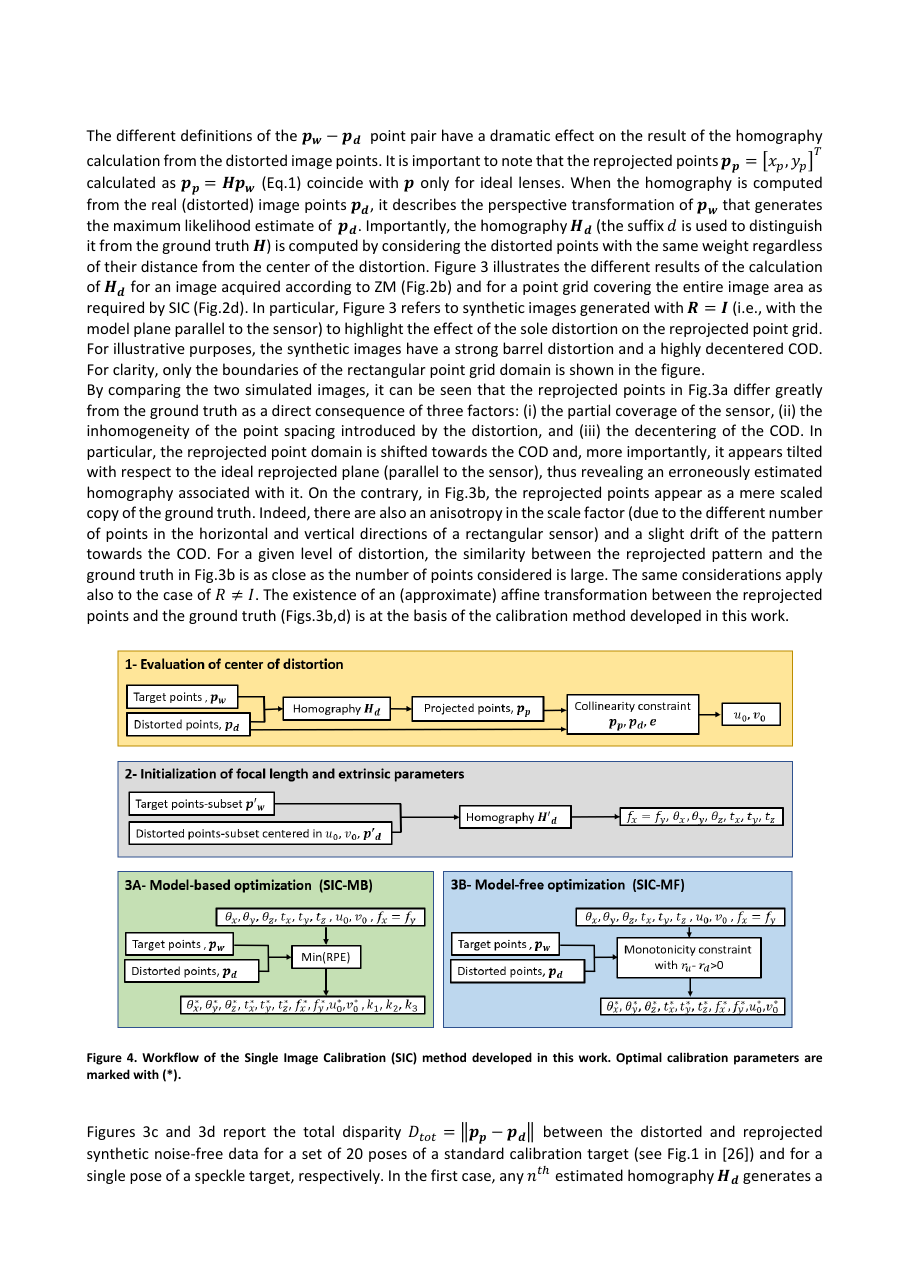 The different definitions of the p_w − p_d point pair have a dramatic effect on the result of the homography
calculation from the distorted image points. It is important to note that the reprojected points p_p = [x_p, y_p]^T
calculated as p_p = Hp_w (Eq.1) coincide with p only for ideal lenses. When the homography is computed
from the real (distorted) image points p_d, it describes the perspective transformation of p_w that generates
the maximum likelihood estimate of p_d. Importantly, the homography H_d (the suffix d is used to distinguish
it from the ground truth H) is computed by considering the distorted points with the same weight regardless
of their distance from the center of the distortion. Figure 3 illustrates the different results of the calculation
of H_d for an image acquired according to ZM (Fig.2b) and for a point grid covering the entire image area as
required by SIC (Fig.2d). In particular, Figure 3 refers to synthetic images generated with R = I (i.e., with the
model plane parallel to the sensor) to highlight the effect of the sole distortion on the reprojected point grid.
For illustrative purposes, the synthetic images have a strong barrel distortion and a highly decentered COD.
For clarity, only the boundaries of the rectangular point grid domain is shown in the figure.
By comparing the two simulated images, it can be seen that the reprojected points in Fig.3a differ greatly
from the ground truth as a direct consequence of three factors: (i) the partial coverage of the sensor, (ii) the
inhomogeneity of the point spacing introduced by the distortion, and (iii) the decentering of the COD. In
particular, the reprojected point domain is shifted towards the COD and, more importantly, it appears tilted
with respect to the ideal reprojected plane (parallel to the sensor), thus revealing an erroneously estimated
homography associated with it. On the contrary, in Fig.3b, the reprojected points appear as a mere scaled
copy of the ground truth. Indeed, there are also an anisotropy in the scale factor (due to the different number
of points in the horizontal and vertical directions of a rectangular sensor) and a slight drift of the pattern
towards the COD. For a given level of distortion, the similarity between the reprojected pattern and the
ground truth in Fig.3b is as close as the number of points considered is large. The same considerations apply
also to the case of R ≠ I. The existence of an (approximate) affine transformation between the reprojected
points and the ground truth (Figs.3b,d) is at the basis of the calibration method developed in this work.
1- Evaluation of center of distortion
Target points , p_w
Distorted points, p_d
Homography H_d
Projected points, p_p
Collinearity constraint
p_p, p_d, e
u_0, v_0
2- Initialization of focal length and extrinsic parameters
Target points-subset p'_w
Distorted points-subset centered in u_0, v_0, p'_d
Homography H'_d
f_x = f_y, θ_x, θ_y, θ_z, t_x, t_y, t_z
3A- Model-based optimization (SIC-MB)
θ_x, θ_y, θ_z, t_x, t_y, t_z , u_0, v_0 , f_x = f_y
Target points , p_w
Distorted points, p_d
Min(RPE)
θ_x^*, θ_y^*, θ_z^*, t_x^*, t_y^*, t_z^*, f_x^*, f_y^*,u_0^*,v_0^* , k_1, k_2, k_3
3B- Model-free optimization (SIC-MF)
θ_x, θ_y, θ_z, t_x, t_y, t_z , u_0, v_0 , f_x = f_y
Target points , p_w
Distorted points, p_d
Monotonicity constraint
with r_u- r_d>0
θ_x^*, θ_y^*, θ_z^*, t_x^*, t_y^*, t_z^*, f_x^*, f_y^*,u_0^*,v_0^*
Figure 4. Workflow of the Single Image Calibration (SIC) method developed in this work. Optimal calibration parameters are
marked with (*).
Figures 3c and 3d report the total disparity D_tot = ‖p_p − p_d‖ between the distorted and reprojected
synthetic noise-free data for a set of 20 poses of a standard calibration target (see Fig.1 in [26]) and for a
single pose of a speckle target, respectively. In the first case, any n^th estimated homography H_d generates a